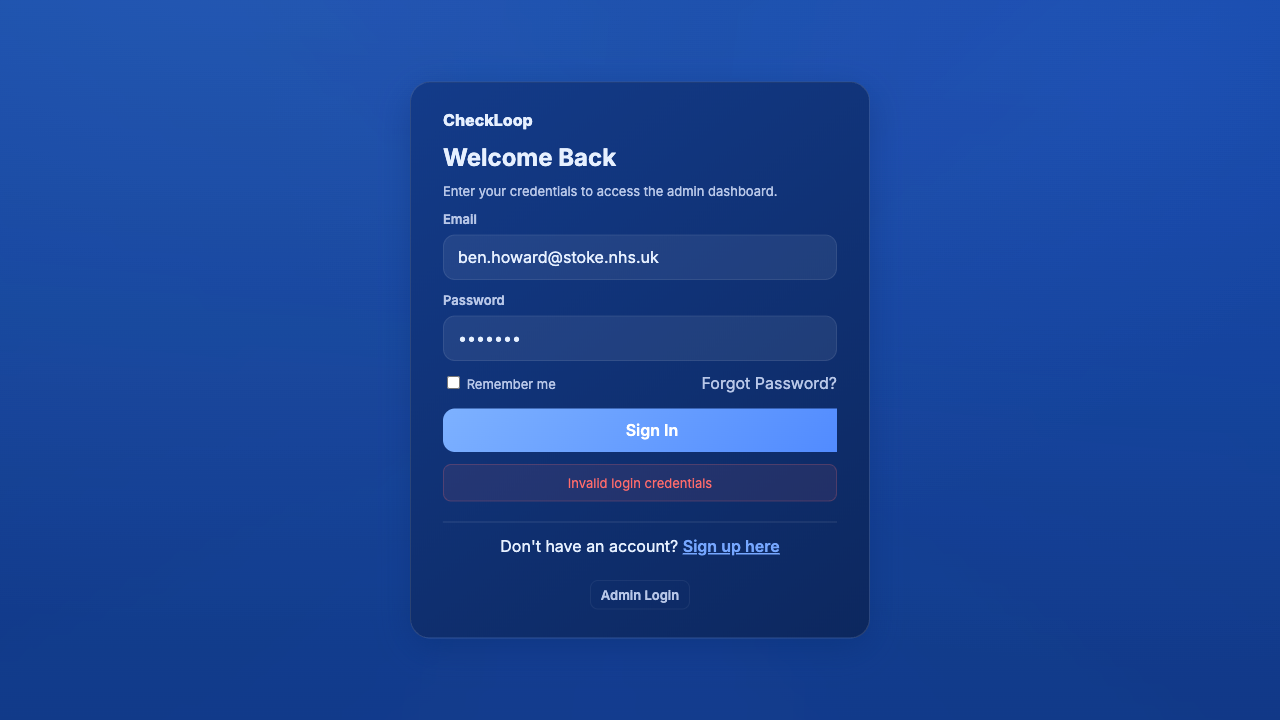 CheckLoop
Welcome Back
Enter your credentials to access the admin dashboard.
Email
ben.howard@stoke.nhs.uk
Password
•••••••
Remember me
Forgot Password?
Sign In
Invalid login credentials
Don't have an account? Sign up here
Admin Login